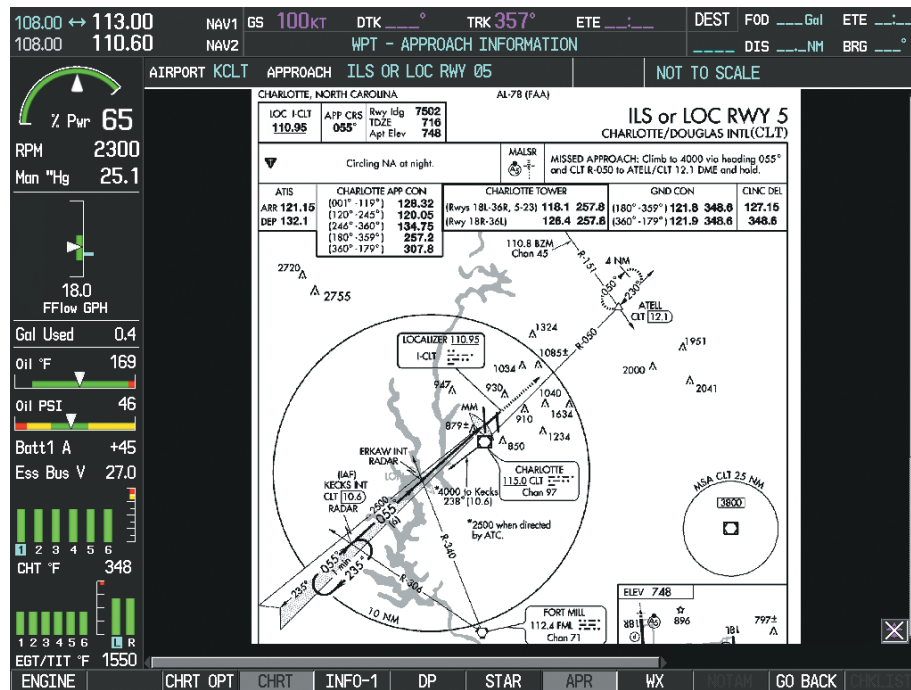 108.00 ↔ 113.00 NAV1 GS 100KT DTK ___° TRK 357° ETE __:__ DEST FOD ___Gal ETE __:__
108.00 110.60 NAV2 WPT - APPROACH INFORMATION ____ DIS __._NM BRG ___°
AIRPORT KCLT APPROACH ILS OR LOC RWY 05 NOT TO SCALE
% Pwr 65
RPM 2300
Man "Hg 25.1
18.0
FFlow GPH
Gal Used 0.4
Oil °F 169
Oil PSI 46
Batt1 A +45
Ess Bus V 27.0
1 2 3 4 5 6
CHT °F 348
1 2 3 4 5 6 L R
EGT/TIT °F 1550
CHARLOTTE, NORTH CAROLINA AL-78 (FAA)
LOC I-CLT
110.95
APP CRS
055°
Rwy ldg 7502
TDZE 716
Apt Elev 748
ILS or LOC RWY 5
CHARLOTTE/DOUGLAS INTL(CLT)
T
Circling NA at night.
MALSR
A5
MISSED APPROACH: Climb to 4000 via heading 055°
and CLT R-050 to ATELL/CLT 12.1 DME and hold.
ATIS
ARR 121.15
DEP 132.1
CHARLOTTE APP CON
(001°-119°) 128.32
(120°-245°) 120.05
(246°-360°) 134.75
(180°-359°) 257.2
(360°-179°) 307.8
CHARLOTTE TOWER
(Rwys 18L-36R, 5-23) 118.1 257.8
(Rwy 18R-36L) 126.4 257.8
GND CON
(180°-359°) 121.8 348.6
(360°-179°) 121.9 348.6
CLNC DEL
127.15
348.6
110.8 BZM
Chan 45
R-151
4 NM
050°
230°
ATELL
CLT 12.1
R-050
2720
2755
LOCALIZER 110.95
I-CLT
1324
1085±
1034
1951
2000
2041
947
930
1040
1634
910
MM
879±
850
1234
ERKAW INT
RADAR
(IAF)
KECKS INT
CLT 10.6
RADAR
CHARLOTTE
115.0 CLT
Chan 97
*4000 to Kecks
238° (10.6)
*2500 when directed
by ATC.
2500
055°
(6)
055°
1 min
235°
235°
R-340
R-306
10 NM
FORT MILL
112.4 FML
Chan 71
MSA CLT 25 NM
3800
ELEV 748
18R
A5
896
18L
797±
ENGINE CHRT OPT CHRT INFO-1 DP STAR APR WX NOTAM GO BACK CHKLIST